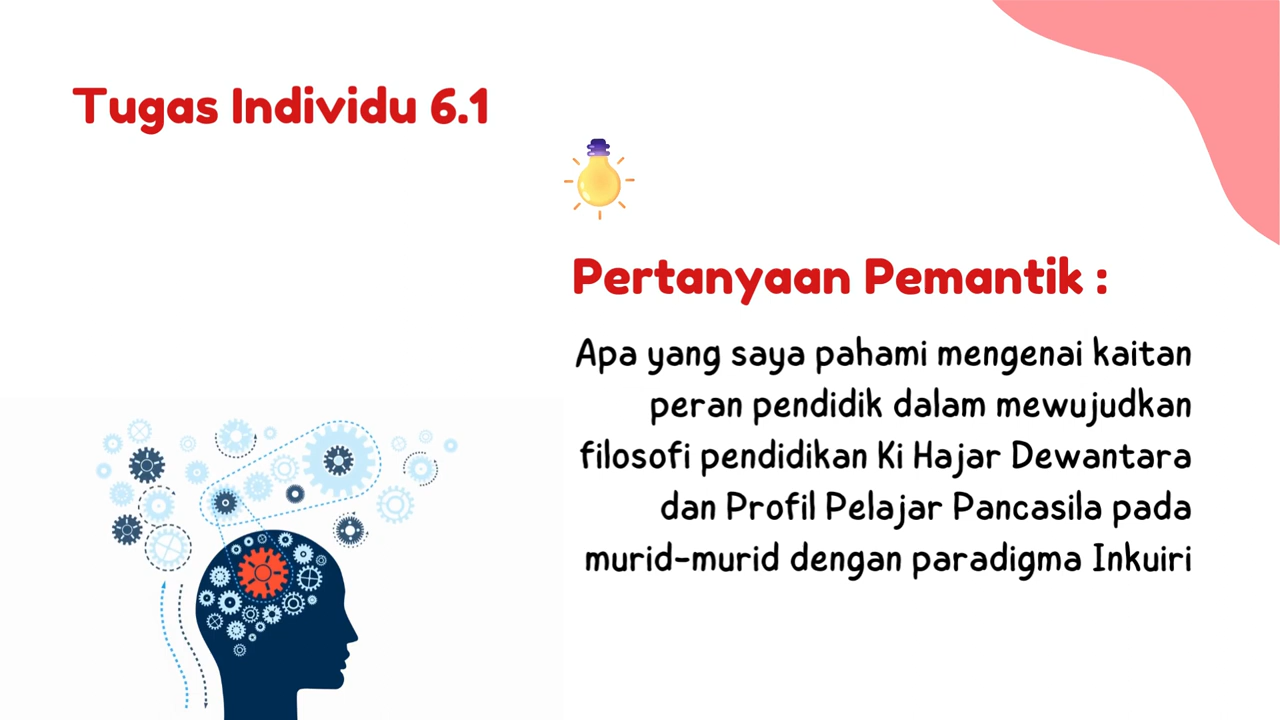 Tugas Individu 6.1
Pertanyaan Pemantik :
Apa yang saya pahami mengenai kaitan
peran pendidik dalam mewujudkan
filosofi pendidikan Ki Hajar Dewantara
dan Profil Pelajar Pancasila pada
murid-murid dengan paradigma Inkuiri